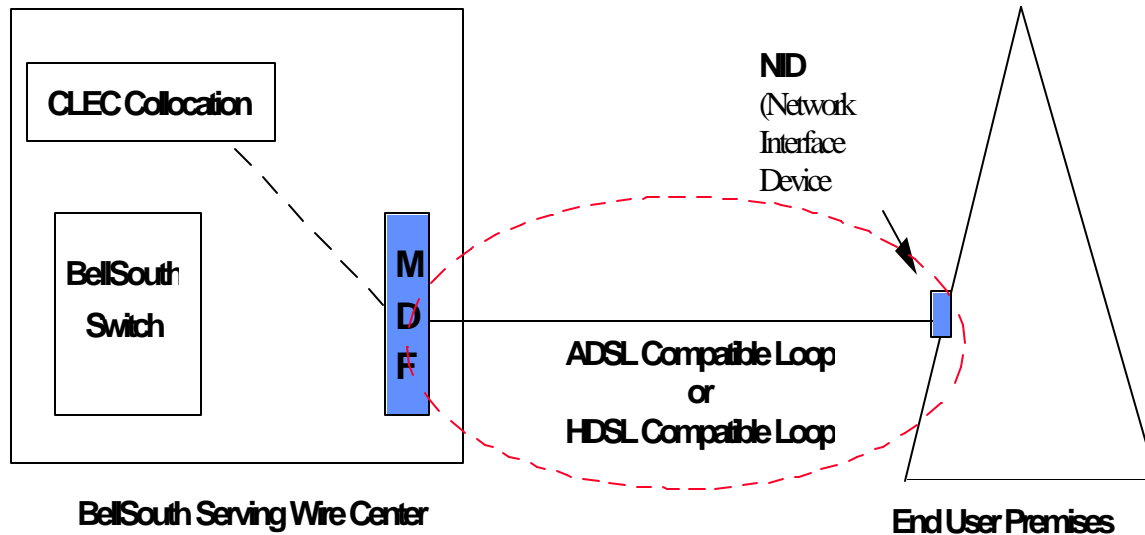 CLEC Collocation
BellSouth
Switch
M
D
F
NID
(Network
Interface
Device
ADSL Compatible Loop
or
HDSL Compatible Loop
BellSouth Serving Wire Center
End User Premises